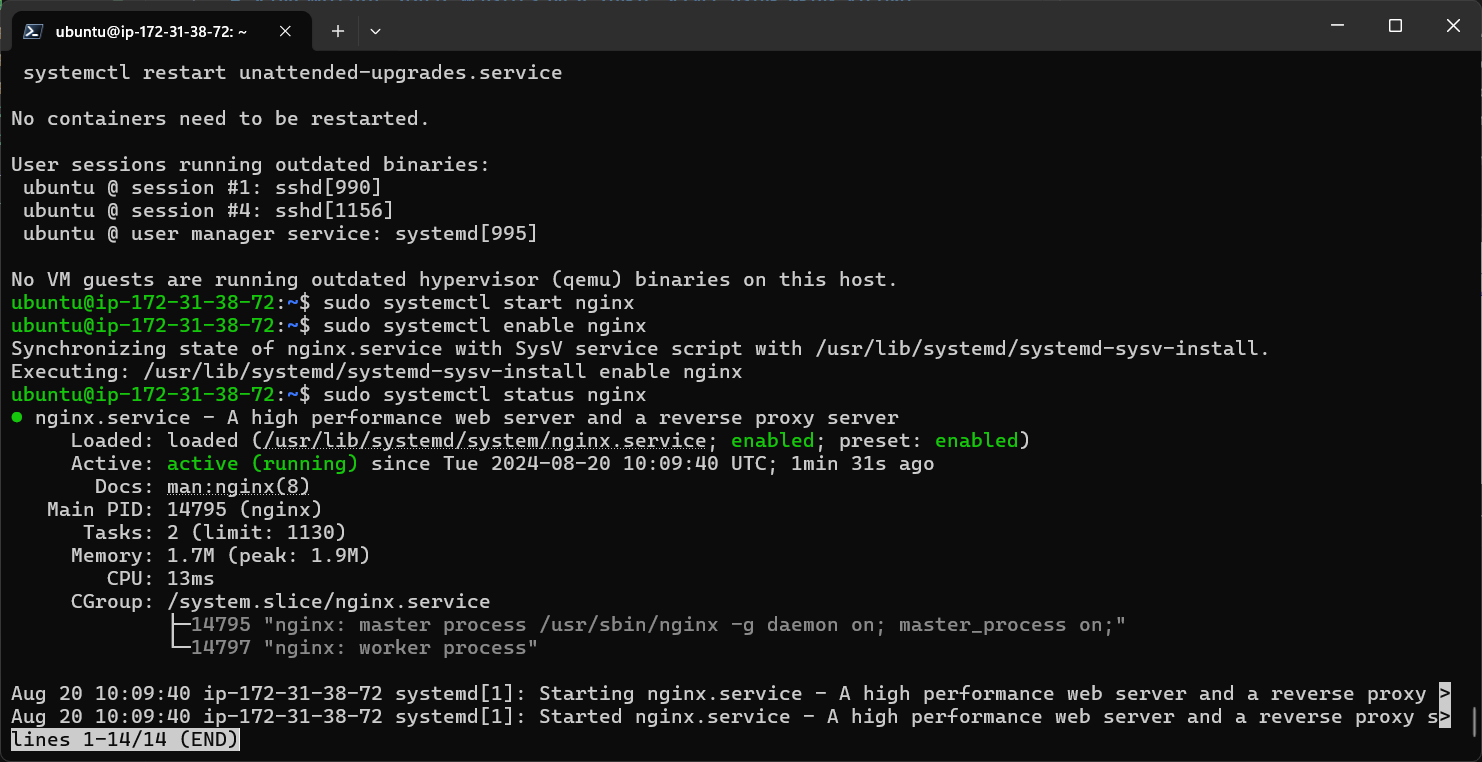 ubuntu@ip-172-31-38-72: ~
systemctl restart unattended-upgrades.service
No containers need to be restarted.
User sessions running outdated binaries:
ubuntu @ session #1: sshd[990]
ubuntu @ session #4: sshd[1156]
ubuntu @ user manager service: systemd[995]
No VM guests are running outdated hypervisor (qemu) binaries on this host.
ubuntu@ip-172-31-38-72:~$ sudo systemctl start nginx
ubuntu@ip-172-31-38-72:~$ sudo systemctl enable nginx
Synchronizing state of nginx.service with SysV service script with /usr/lib/systemd/systemd-sysv-install.
Executing: /usr/lib/systemd/systemd-sysv-install enable nginx
ubuntu@ip-172-31-38-72:~$ sudo systemctl status nginx
● nginx.service - A high performance web server and a reverse proxy server
Loaded: loaded (/usr/lib/systemd/system/nginx.service; enabled; preset: enabled)
Active: active (running) since Tue 2024-08-20 10:09:40 UTC; 1min 31s ago
Docs: man:nginx(8)
Main PID: 14795 (nginx)
Tasks: 2 (limit: 1130)
Memory: 1.7M (peak: 1.9M)
CPU: 13ms
CGroup: /system.slice/nginx.service
├─14795 "nginx: master process /usr/sbin/nginx -g daemon on; master_process on;"
└─14797 "nginx: worker process"
Aug 20 10:09:40 ip-172-31-38-72 systemd[1]: Starting nginx.service - A high performance web server and a reverse proxy >
Aug 20 10:09:40 ip-172-31-38-72 systemd[1]: Started nginx.service - A high performance web server and a reverse proxy s>
lines 1-14/14 (END)